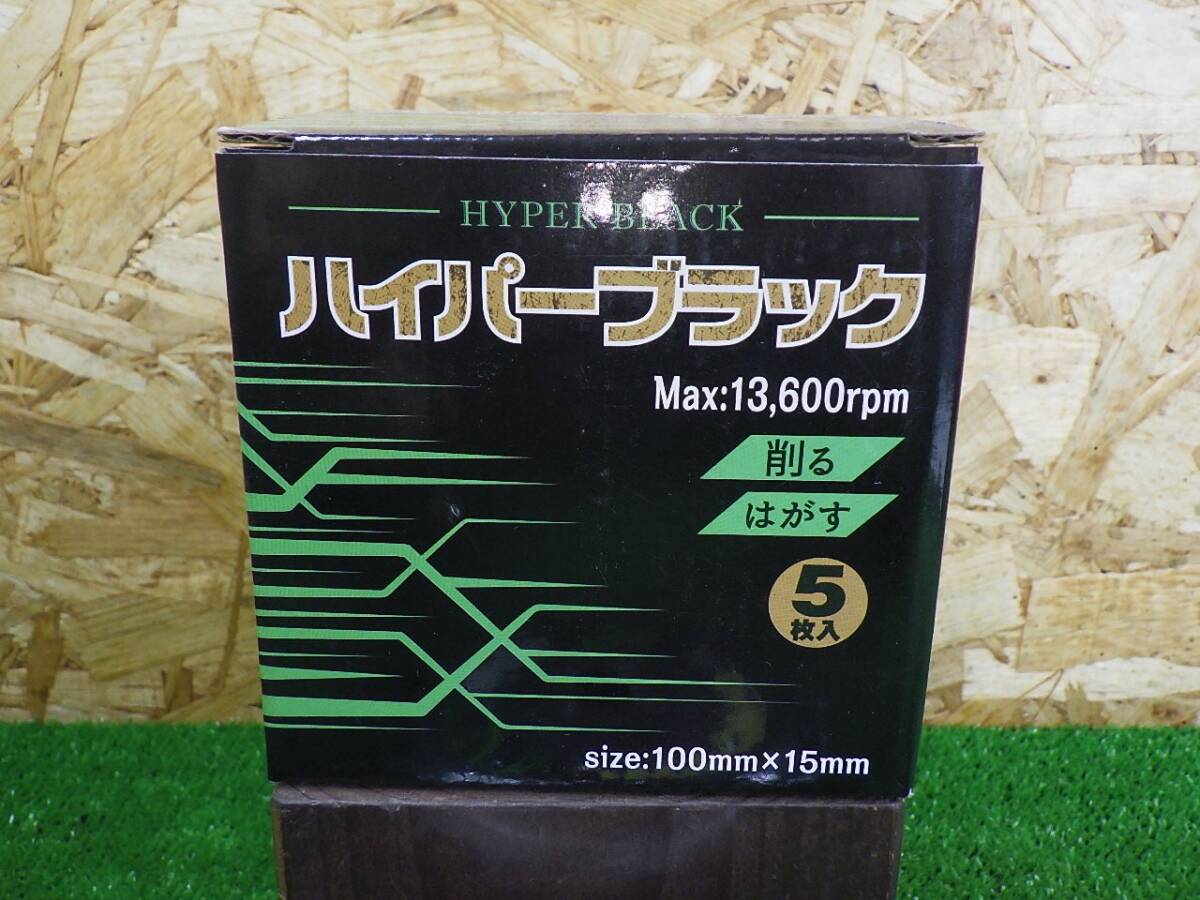 HYPER BLACK
ハイパーブラック
Max:13,600rpm
削る
はがす
5
枚入
size:100mm×15mm